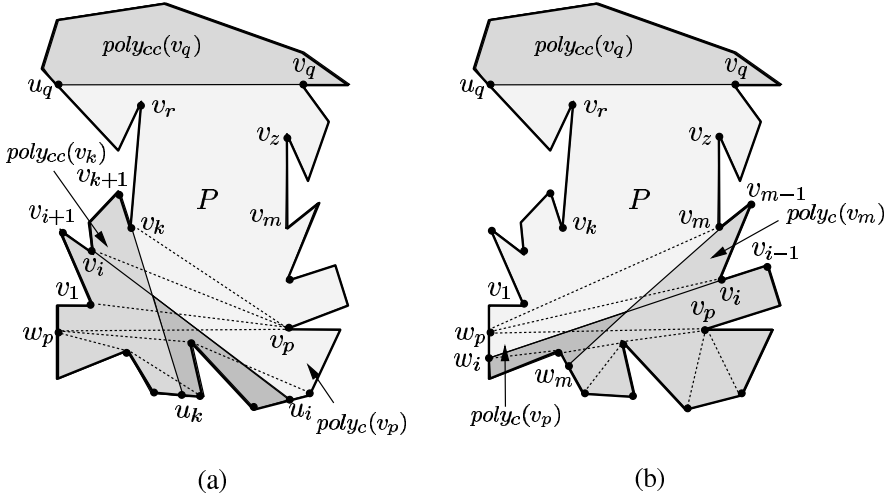 poly_cc(v_q)
u_q
v_q
v_r
v_z
poly_cc(v_k)
v_{k+1}
P
v_{i+1}
v_k
v_m
v_i
v_1
w_p
v_p
u_k
u_i
poly_c(v_p)
(a)
poly_cc(v_q)
u_q
v_q
v_r
v_z
P
v_{m−1}
v_k
v_m
poly_c(v_m)
v_{i−1}
v_1
v_i
w_p
v_p
w_i
w_m
poly_c(v_p)
(b)